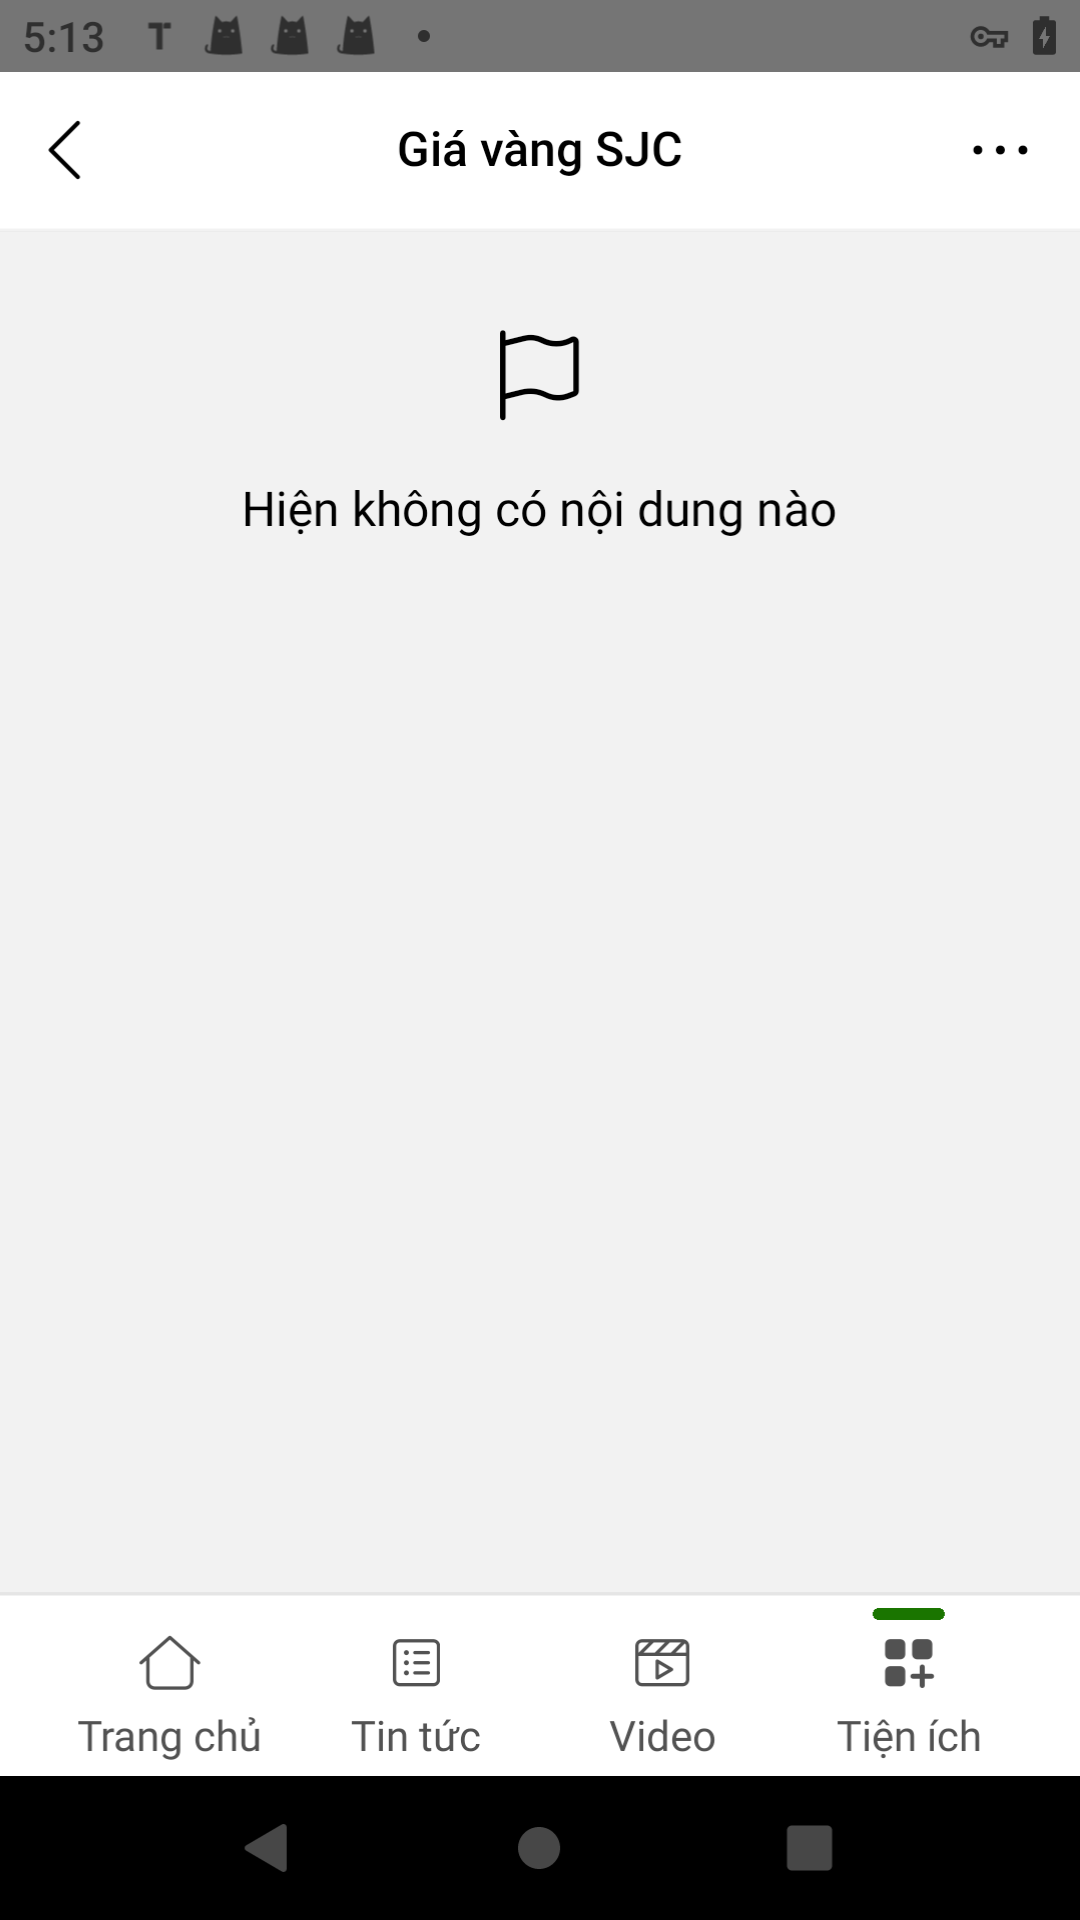 5:13
Giá vàng SJC
Hiện không có nội dung nào
Trang chủ
Tin tức
Video
Tiện ích